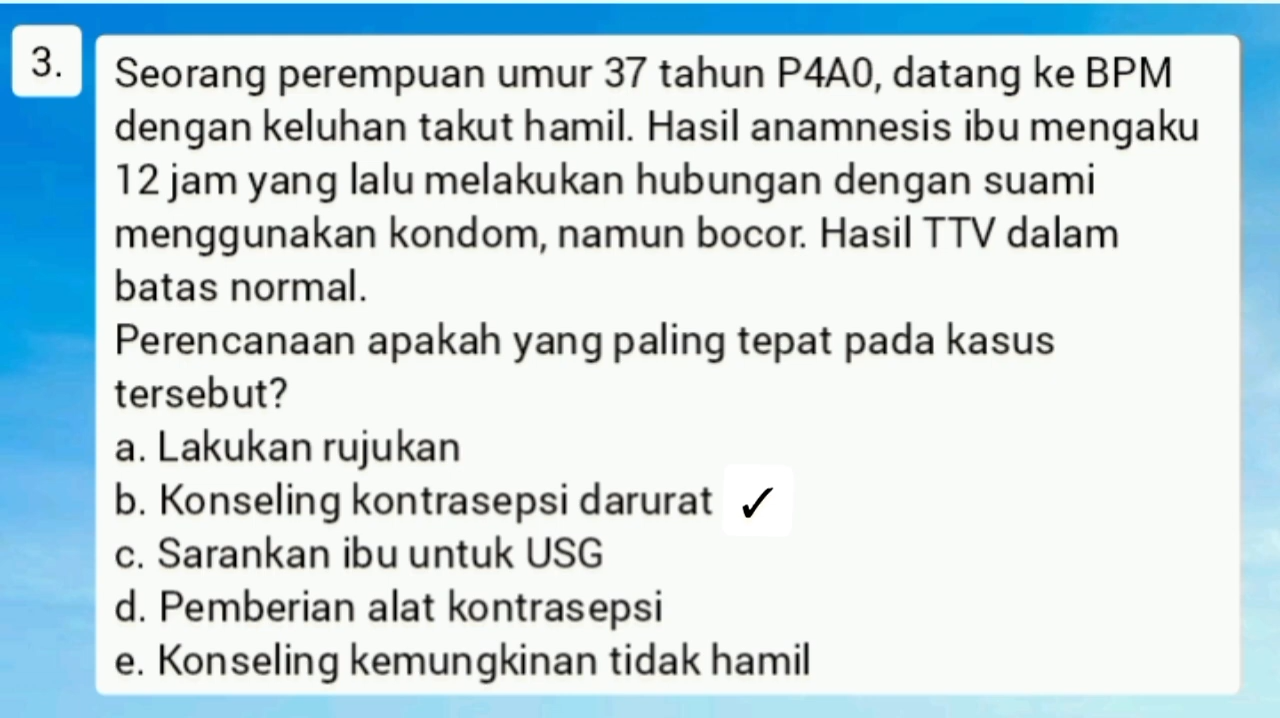 3.
Seorang perempuan umur 37 tahun P4A0, datang ke BPM
dengan keluhan takut hamil. Hasil anamnesis ibu mengaku
12 jam yang lalu melakukan hubungan dengan suami
menggunakan kondom, namun bocor. Hasil TTV dalam
batas normal.
Perencanaan apakah yang paling tepat pada kasus
tersebut?
a. Lakukan rujukan
b. Konseling kontrasepsi darurat ✓
c. Sarankan ibu untuk USG
d. Pemberian alat kontrasepsi
e. Konseling kemungkinan tidak hamil